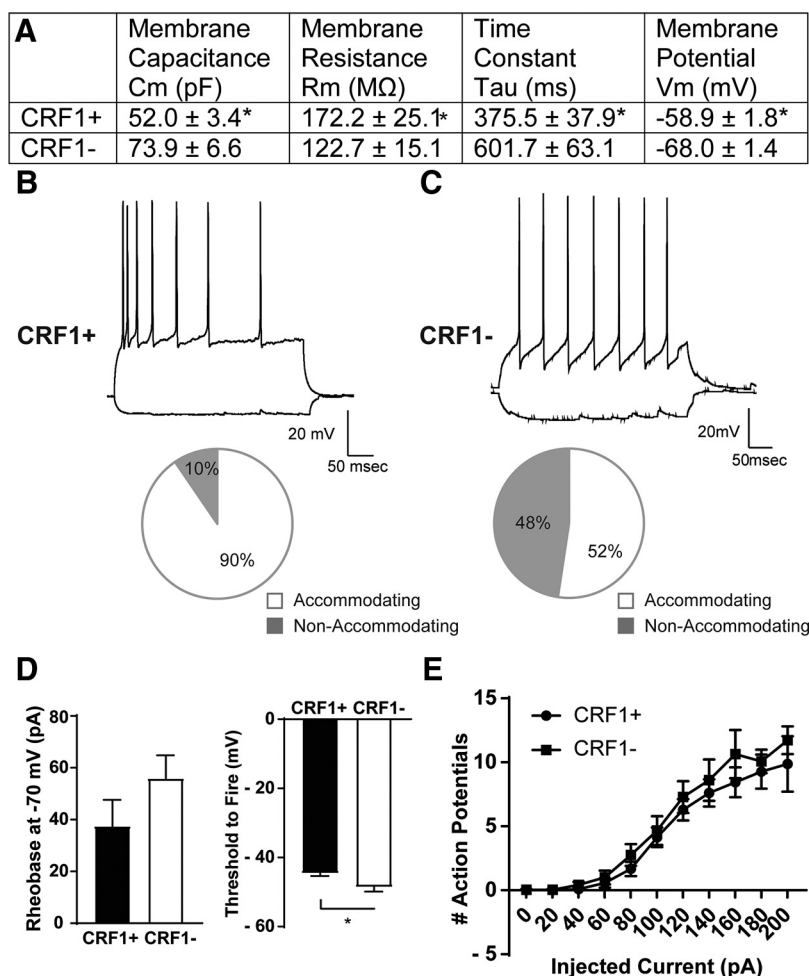 A
Membrane Capacitance Cm (pF)
Membrane Resistance Rm (MΩ)
Time Constant Tau (ms)
Membrane Potential Vm (mV)
CRF1+ 52.0 ± 3.4* 172.2 ± 25.1* 375.5 ± 37.9* -58.9 ± 1.8*
CRF1- 73.9 ± 6.6 122.7 ± 15.1 601.7 ± 63.1 -68.0 ± 1.4
B
CRF1+
20 mV
50 msec
10%
90%
Accommodating
Non-Accommodating
C
CRF1-
20mV
50msec
48%
52%
Accommodating
Non-Accommodating
D
Rheobase at -70 mV (pA)
80
60
40
20
0
CRF1+ CRF1-
Threshold to Fire (mV)
CRF1+ CRF1-
0
- 20
- 40
- 60
*
E
# Action Potentials
15
10
5
0
- 5
CRF1+
CRF1-
0 20 40 60 80 100 120 140 160 180 200
Injected Current (pA)